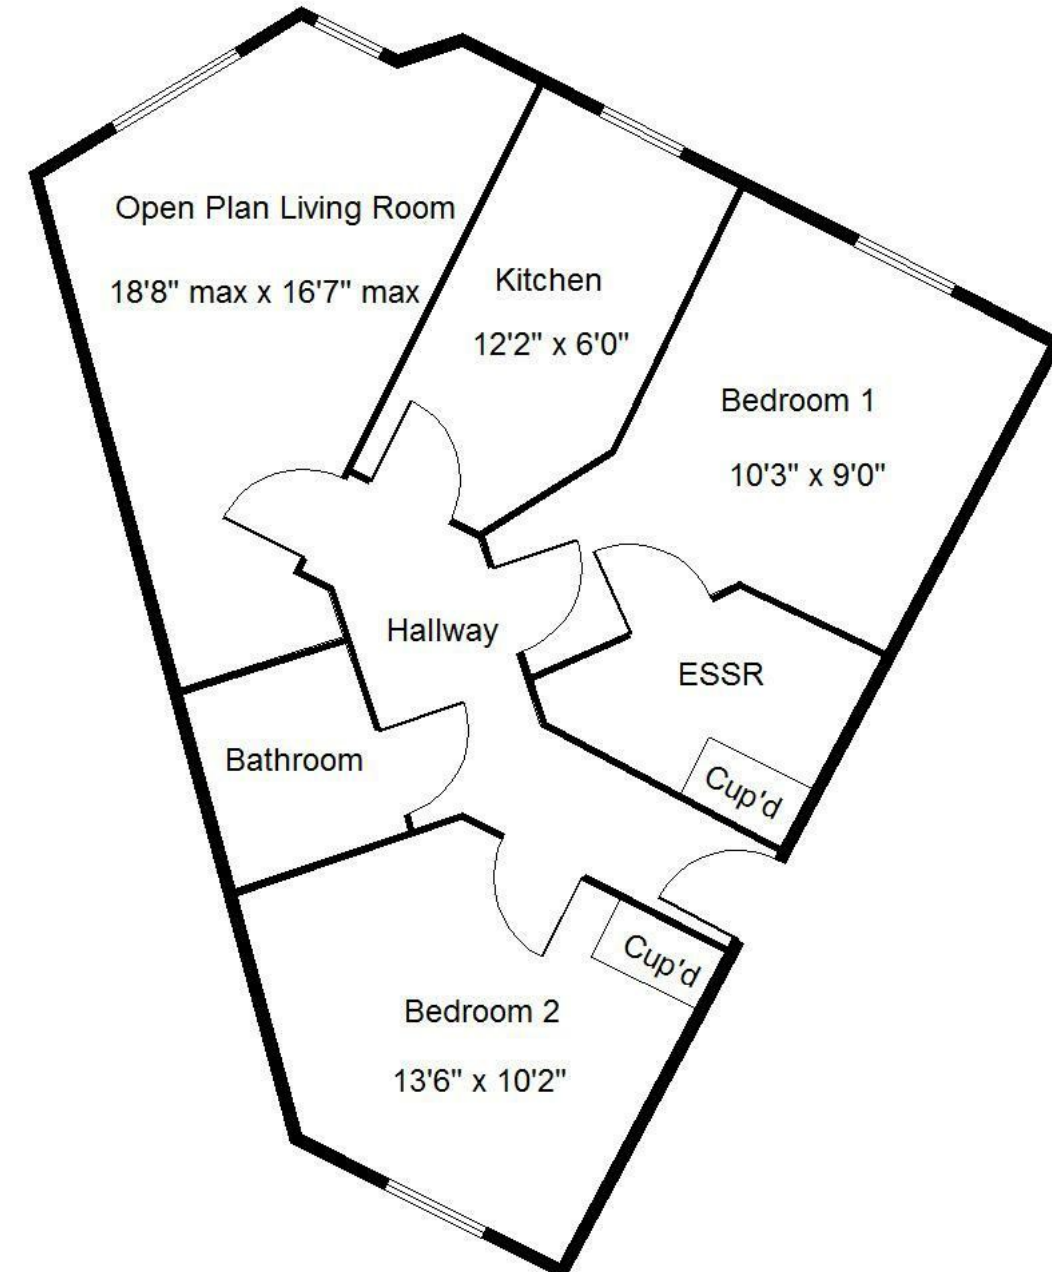 Open Plan Living Room
18'8" max x 16'7" max
Kitchen
12'2" x 6'0"
Bedroom 1
10'3" x 9'0"
Hallway
ESSR
Cup'd
Bathroom
Cup'd
Bedroom 2
13'6" x 10'2"